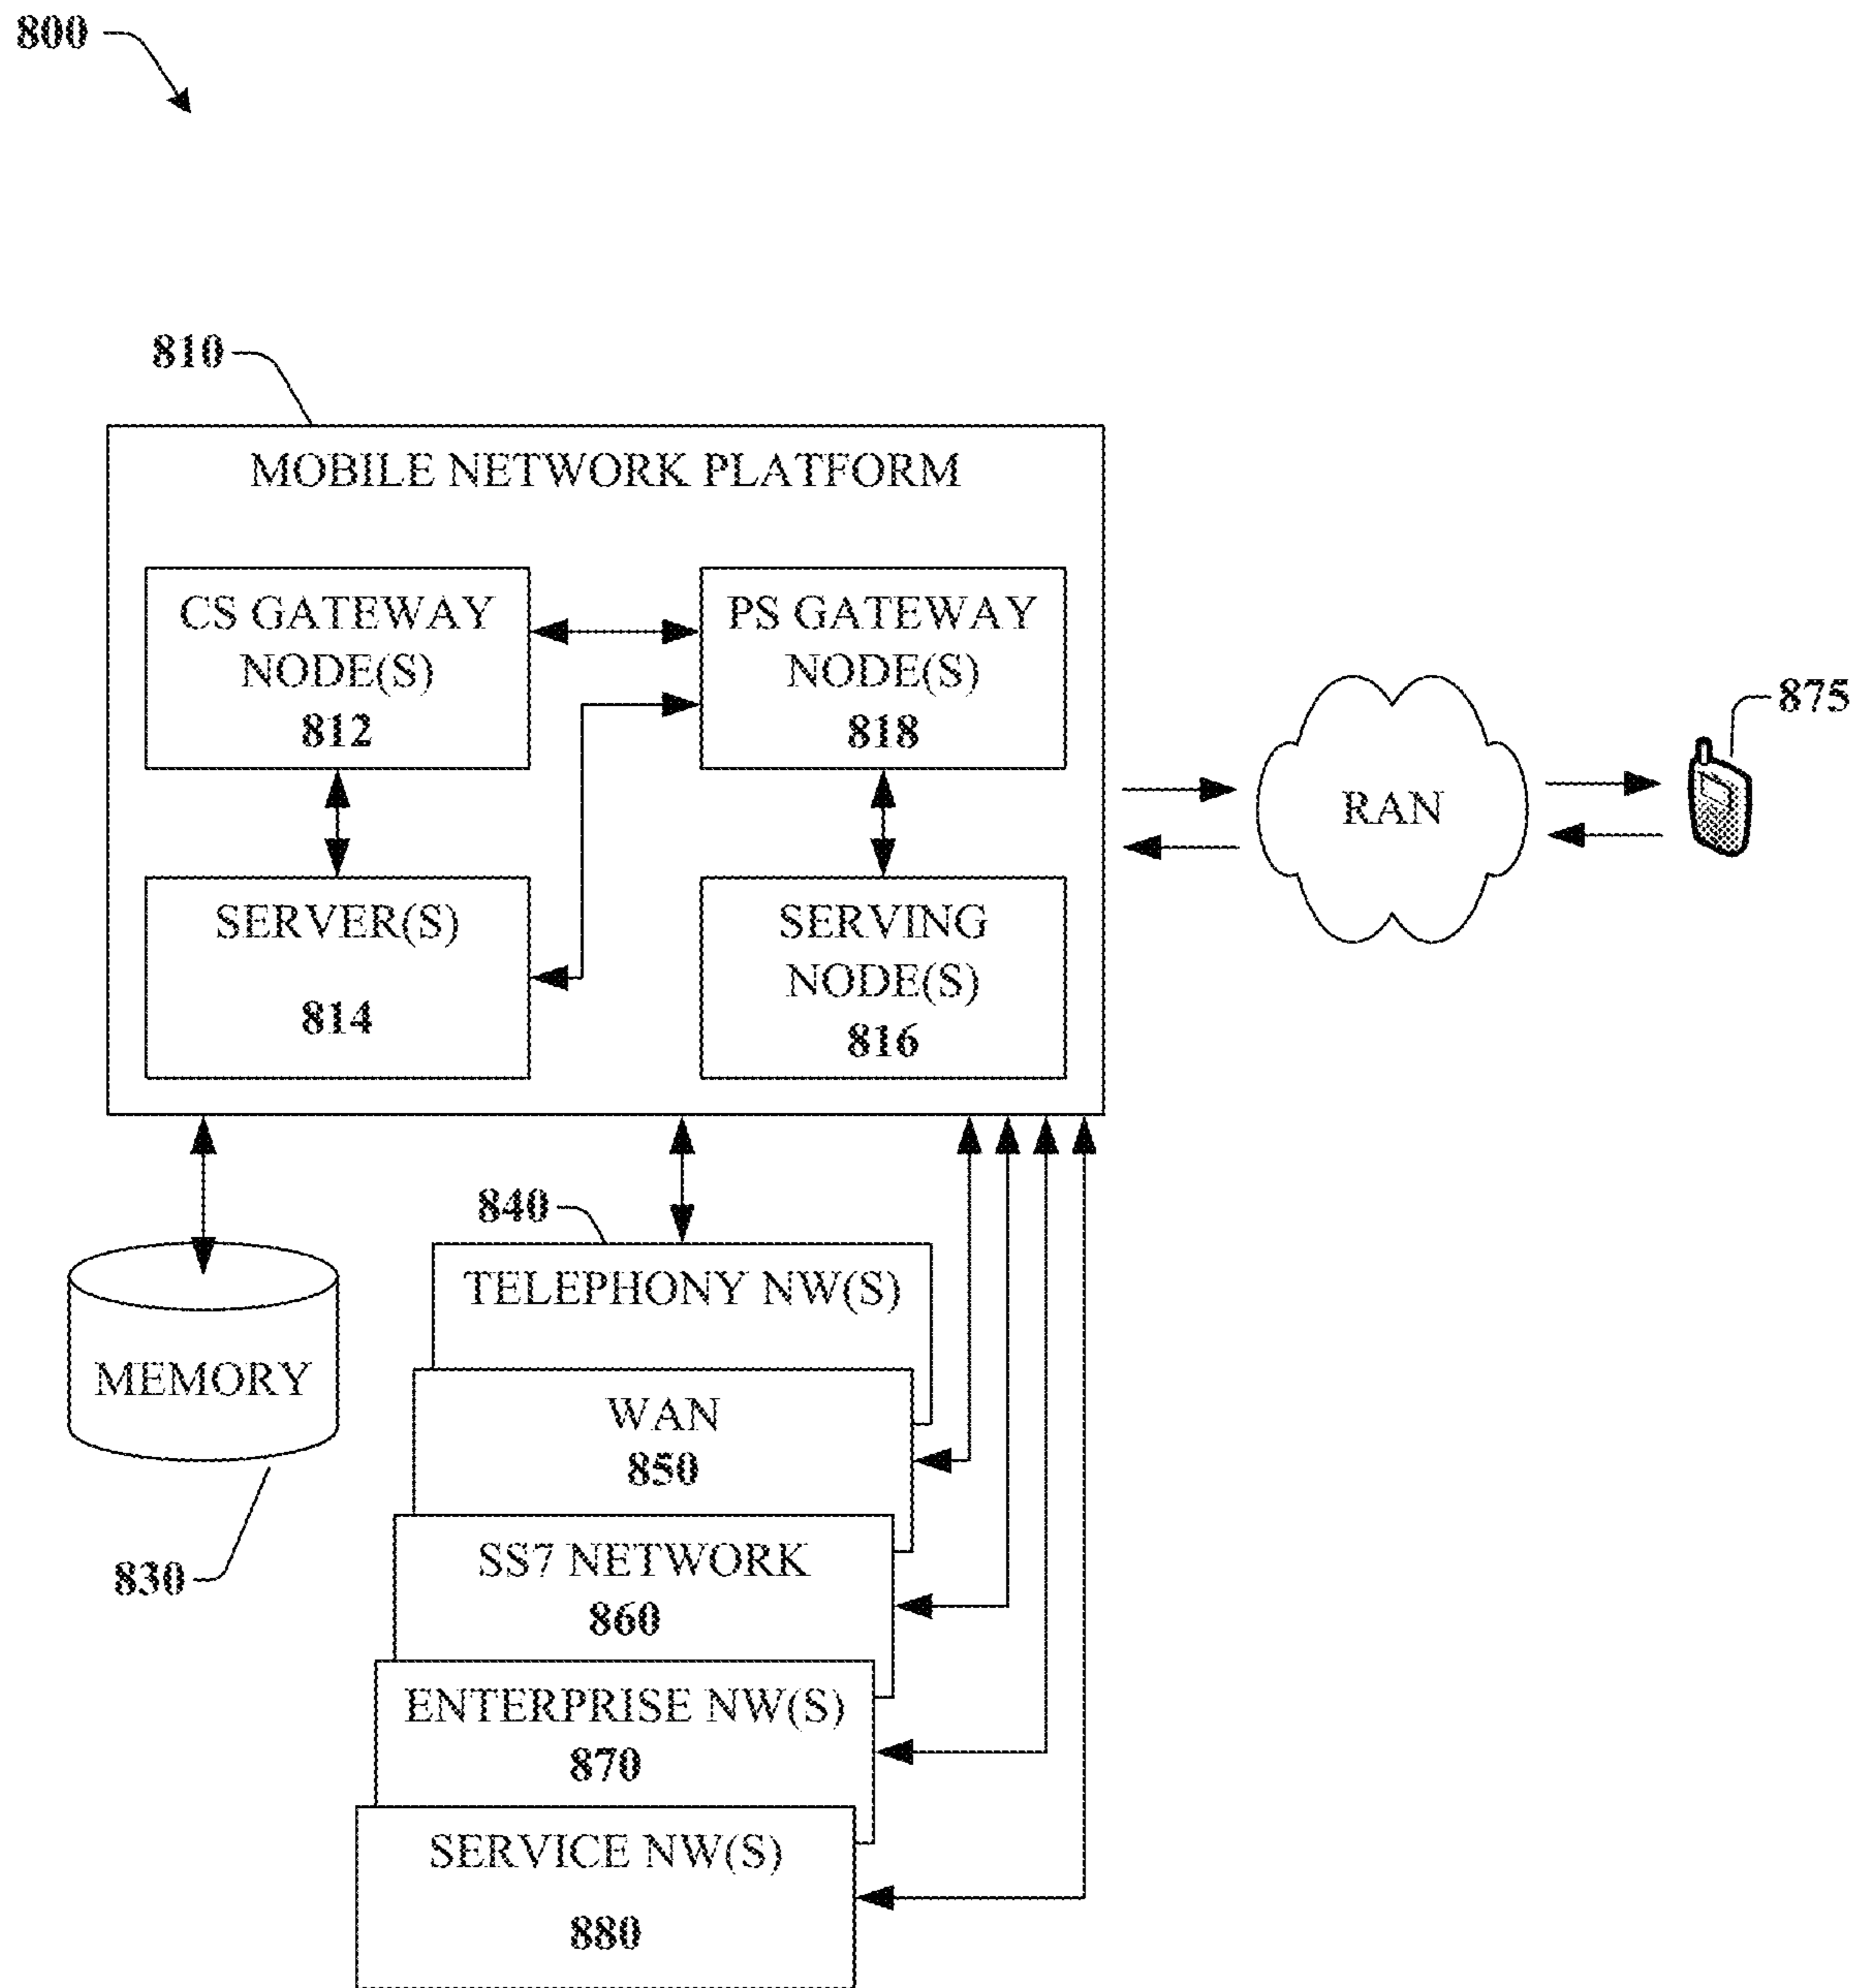 800
810
MOBILE NETWORK PLATFORM
CS GATEWAY
NODE(S)
812
PS GATEWAY
NODE(S)
818
SERVER(S)
814
SERVING
NODE(S)
816
RAN
875
840
TELEPHONY NW(S)
MEMORY
830
WAN
850
SS7 NETWORK
860
ENTERPRISE NW(S)
870
SERVICE NW(S)
880